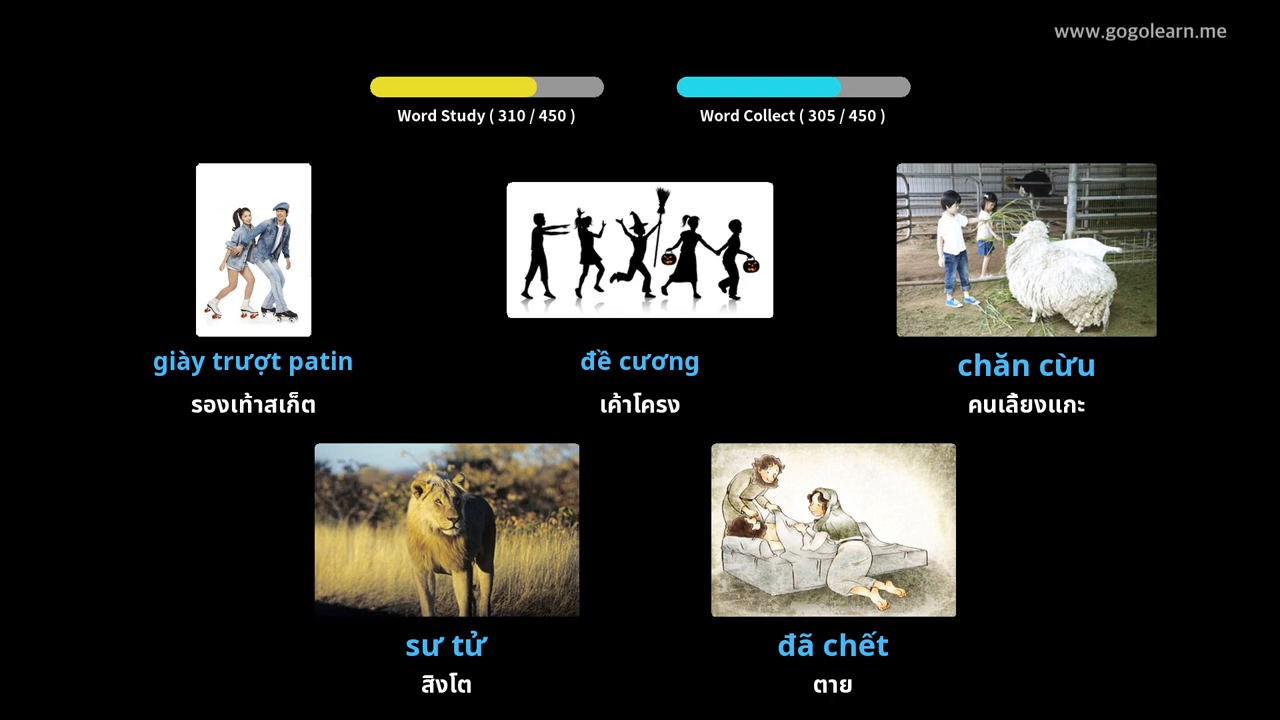 www.gogolearn.me
Word Study ( 310 / 450 )
Word Collect ( 305 / 450 )
giày trượt patin
รองเท้าสเก็ต
đề cương
เค้าโครง
chăn cừu
คนเลี้ยงแกะ
sư tử
สิงโต
đã chết
ตาย